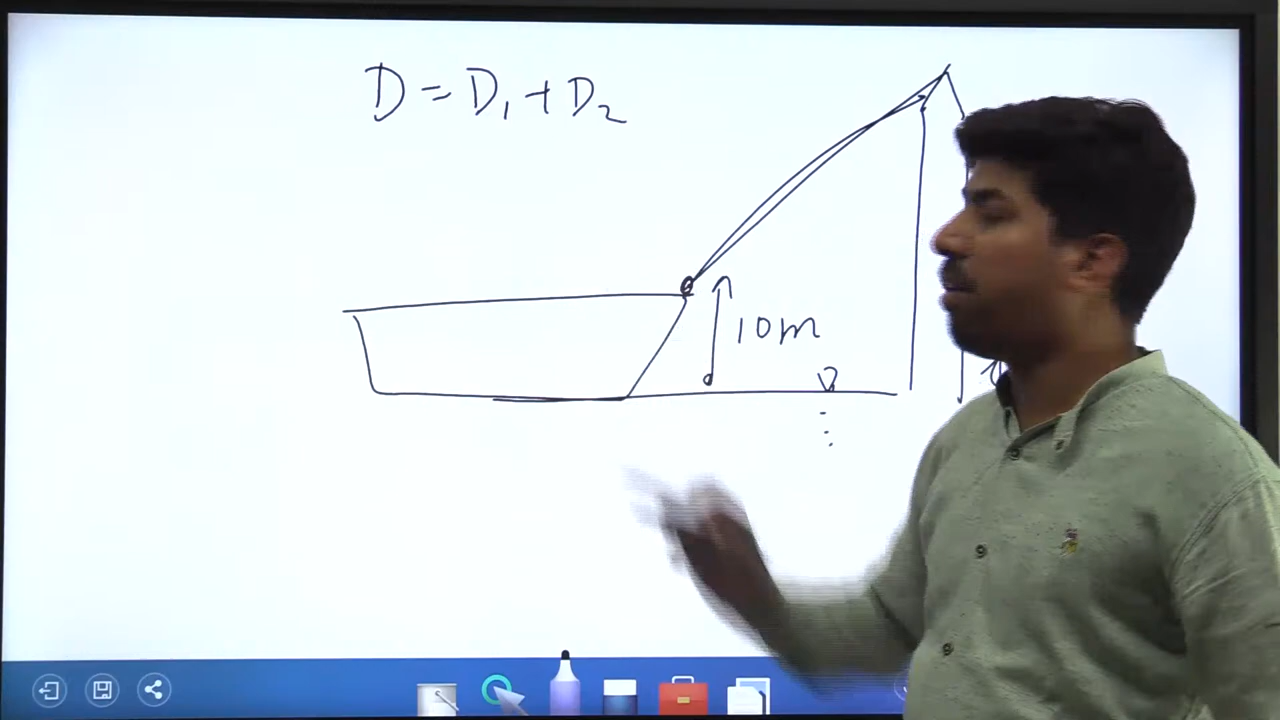 D = D₁ + D₂
10m